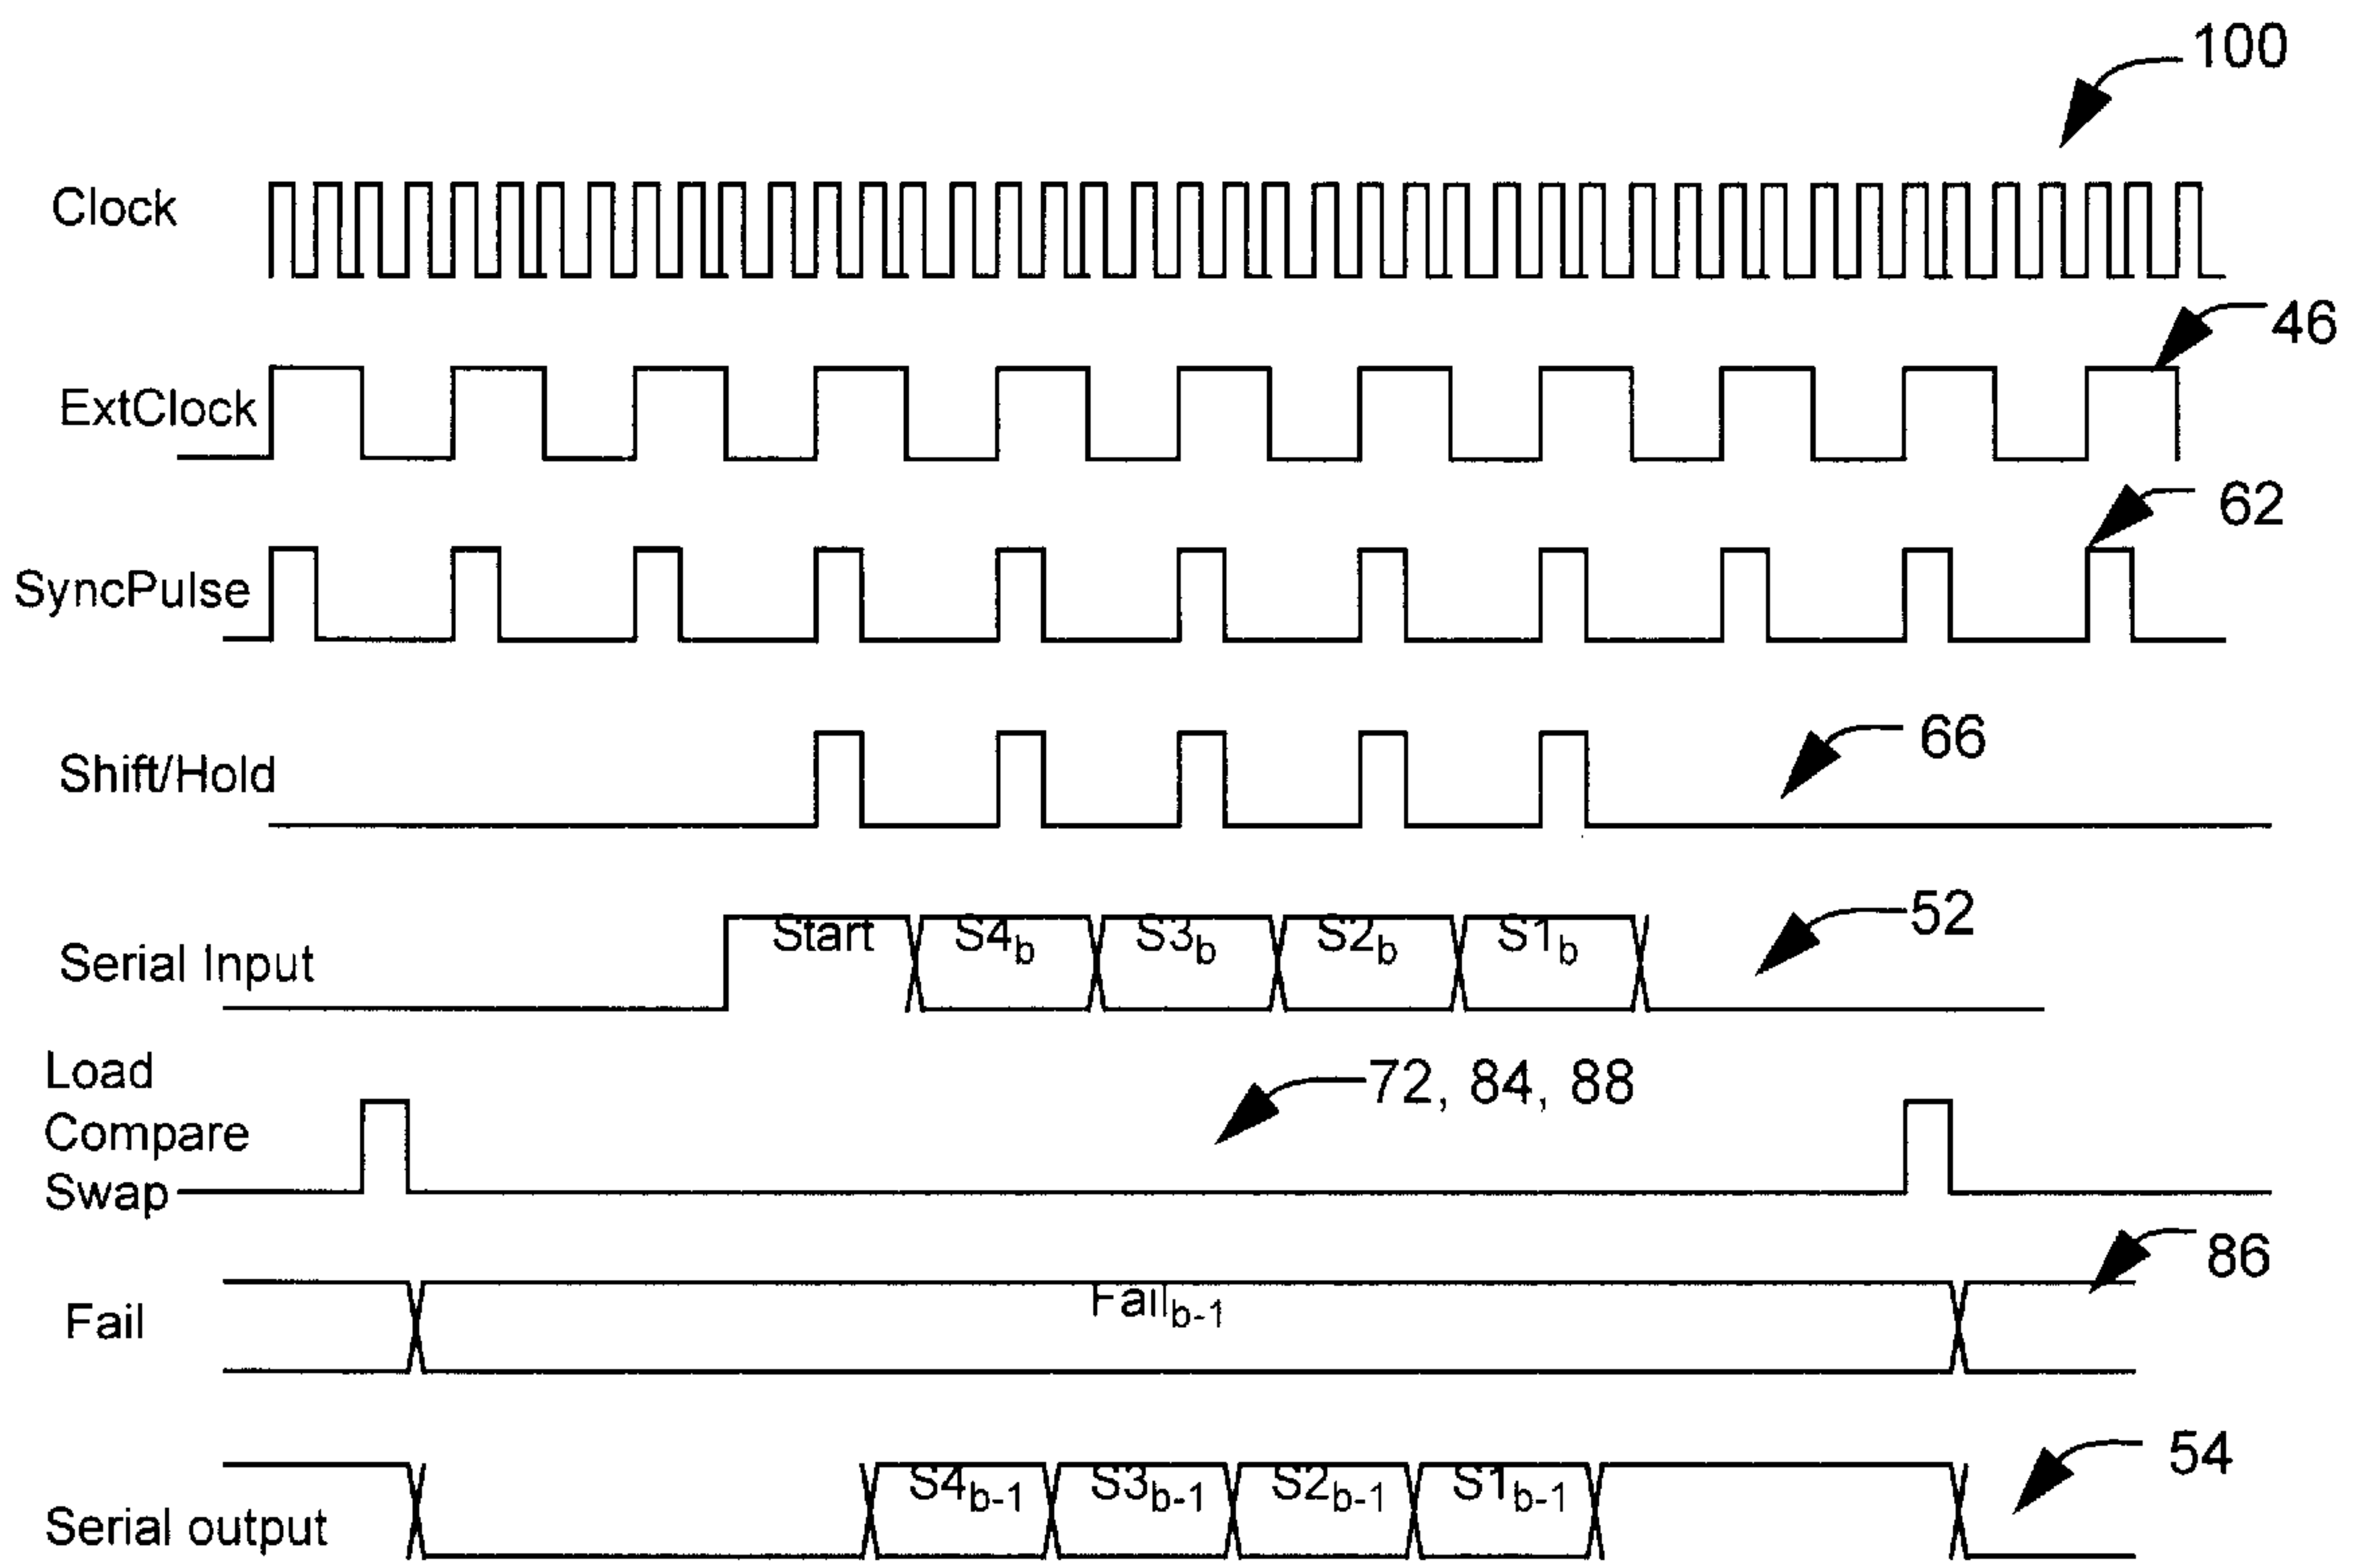 100
Clock
46
ExtClock
62
SyncPulse
66
Shift/Hold
52
Start S4b S3b S2b S1b
Serial Input
Load
72, 84, 88
Compare
Swap
86
Failb-1
Fail
54
S4b-1 S3b-1 S2b-1 S1b-1
Serial output